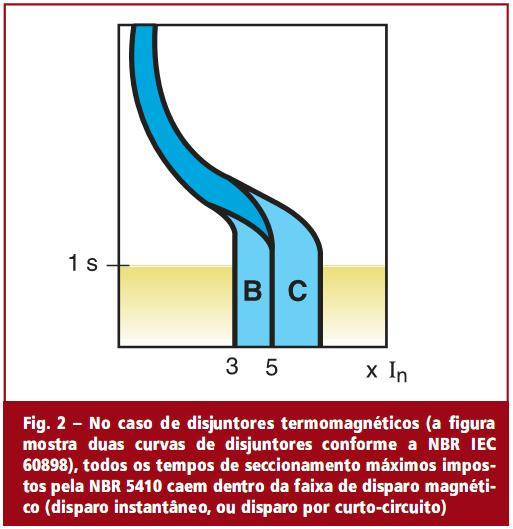 1 s
B C
3 5 x In
Fig. 2 – No caso de disjuntores termomagnéticos (a figura
mostra duas curvas de disjuntores conforme a NBR IEC
60898), todos os tempos de seccionamento máximos impos-
tos pela NBR 5410 caem dentro da faixa de disparo magnéti-
co (disparo instantâneo, ou disparo por curto-circuito)